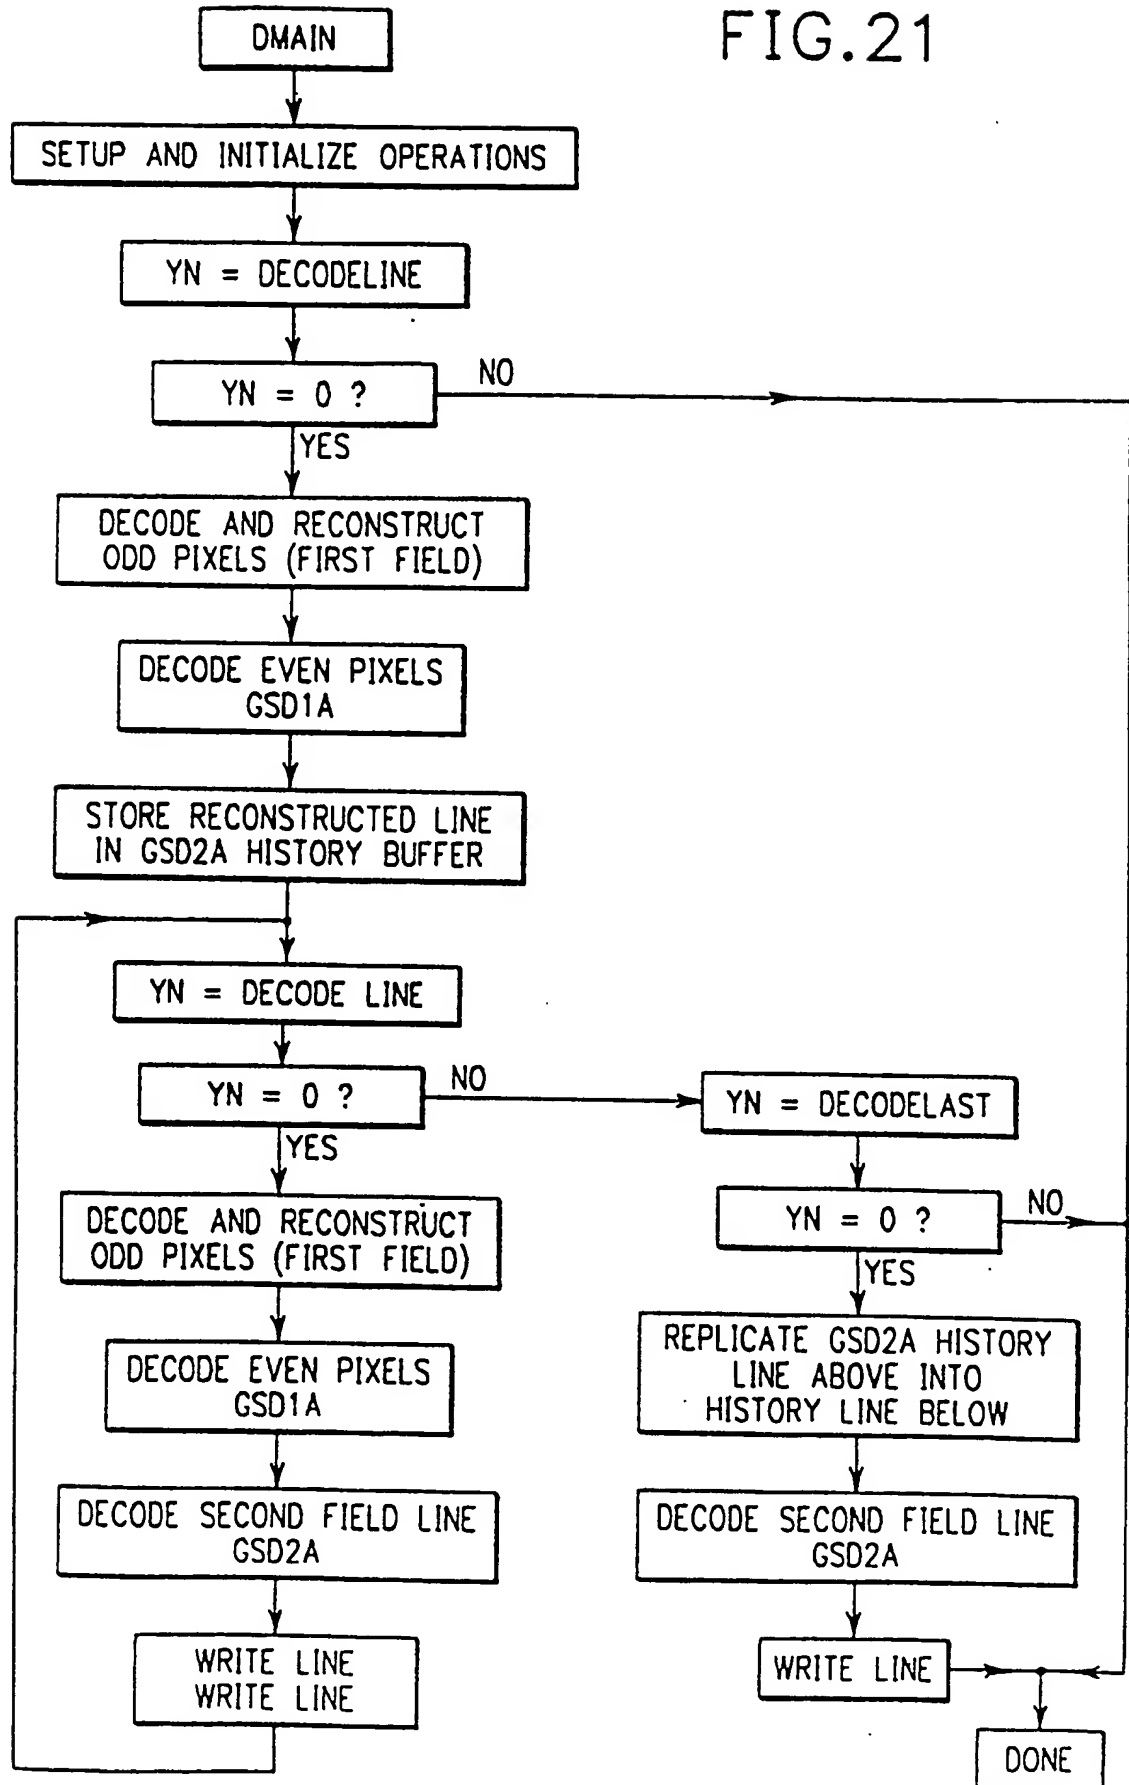 FIG.21
DMAIN
SETUP AND INITIALIZE OPERATIONS
YN = DECODELINE
YN = 0 ?
NO
YES
DECODE AND RECONSTRUCT
ODD PIXELS (FIRST FIELD)
DECODE EVEN PIXELS
GSD1A
STORE RECONSTRUCTED LINE
IN GSD2A HISTORY BUFFER
YN = DECODE LINE
YN = 0 ?
NO
YES
DECODE AND RECONSTRUCT
ODD PIXELS (FIRST FIELD)
DECODE EVEN PIXELS
GSD1A
DECODE SECOND FIELD LINE
GSD2A
WRITE LINE
WRITE LINE
YN = DECODELAST
YN = 0 ?
NO
YES
REPLICATE GSD2A HISTORY
LINE ABOVE INTO
HISTORY LINE BELOW
DECODE SECOND FIELD LINE
GSD2A
WRITE LINE
DONE